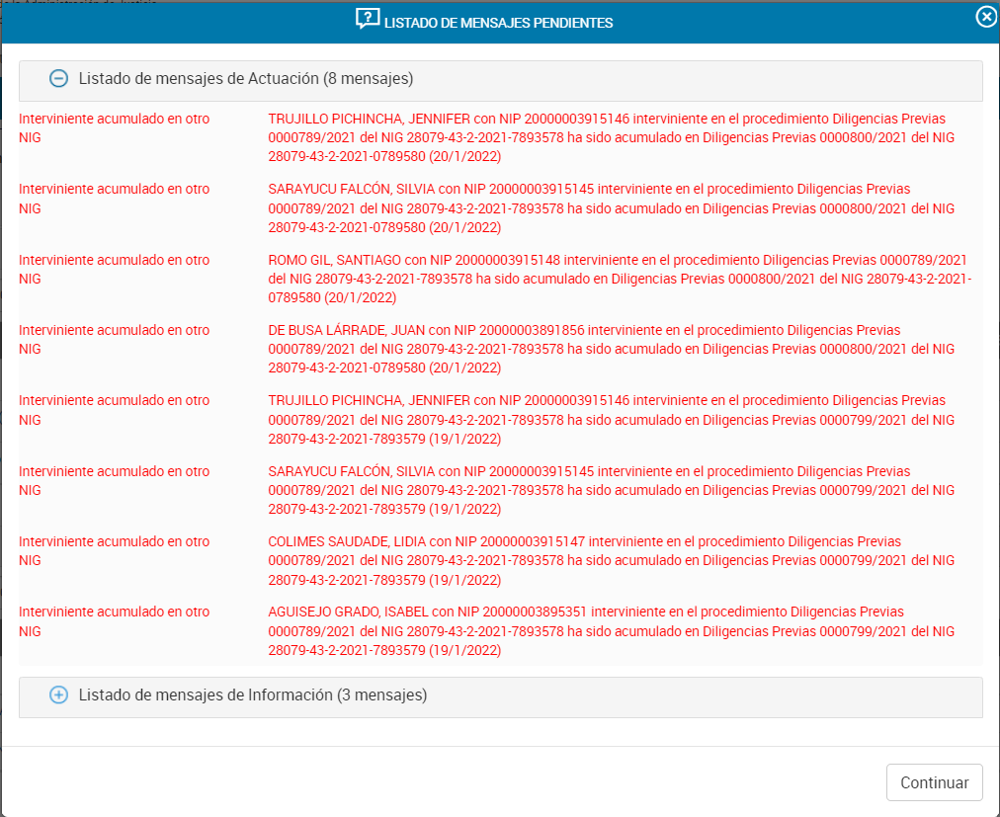 LISTADO DE MENSAJES PENDIENTES
Listado de mensajes de Actuación (8 mensajes)
Interviniente acumulado en otro
NIG
TRUJILLO PICHINCHA, JENNIFER con NIP 20000003915146 interviniente en el procedimiento Diligencias Previas
0000789/2021 del NIG 28079-43-2-2021-7893578 ha sido acumulado en Diligencias Previas 0000800/2021 del NIG
28079-43-2-2021-0789580 (20/1/2022)
Interviniente acumulado en otro
NIG
SARAYUCU FALCÓN, SILVIA con NIP 20000003915145 interviniente en el procedimiento Diligencias Previas
0000789/2021 del NIG 28079-43-2-2021-7893578 ha sido acumulado en Diligencias Previas 0000800/2021 del NIG
28079-43-2-2021-0789580 (20/1/2022)
Interviniente acumulado en otro
NIG
ROMO GIL, SANTIAGO con NIP 20000003915148 interviniente en el procedimiento Diligencias Previas 0000789/2021
del NIG 28079-43-2-2021-7893578 ha sido acumulado en Diligencias Previas 0000800/2021 del NIG 28079-43-2-2021-
0789580 (20/1/2022)
Interviniente acumulado en otro
NIG
DE BUSA LÁRRADE, JUAN con NIP 20000003891856 interviniente en el procedimiento Diligencias Previas
0000789/2021 del NIG 28079-43-2-2021-7893578 ha sido acumulado en Diligencias Previas 0000800/2021 del NIG
28079-43-2-2021-0789580 (20/1/2022)
Interviniente acumulado en otro
NIG
TRUJILLO PICHINCHA, JENNIFER con NIP 20000003915146 interviniente en el procedimiento Diligencias Previas
0000789/2021 del NIG 28079-43-2-2021-7893578 ha sido acumulado en Diligencias Previas 0000799/2021 del NIG
28079-43-2-2021-7893579 (19/1/2022)
Interviniente acumulado en otro
NIG
SARAYUCU FALCÓN, SILVIA con NIP 20000003915145 interviniente en el procedimiento Diligencias Previas
0000789/2021 del NIG 28079-43-2-2021-7893578 ha sido acumulado en Diligencias Previas 0000799/2021 del NIG
28079-43-2-2021-7893579 (19/1/2022)
Interviniente acumulado en otro
NIG
COLIMES SAUDADE, LIDIA con NIP 20000003915147 interviniente en el procedimiento Diligencias Previas
0000789/2021 del NIG 28079-43-2-2021-7893578 ha sido acumulado en Diligencias Previas 0000799/2021 del NIG
28079-43-2-2021-7893579 (19/1/2022)
Interviniente acumulado en otro
NIG
AGUISEJO GRADO, ISABEL con NIP 20000003895351 interviniente en el procedimiento Diligencias Previas
0000789/2021 del NIG 28079-43-2-2021-7893578 ha sido acumulado en Diligencias Previas 0000799/2021 del NIG
28079-43-2-2021-7893579 (19/1/2022)
Listado de mensajes de Información (3 mensajes)
Continuar